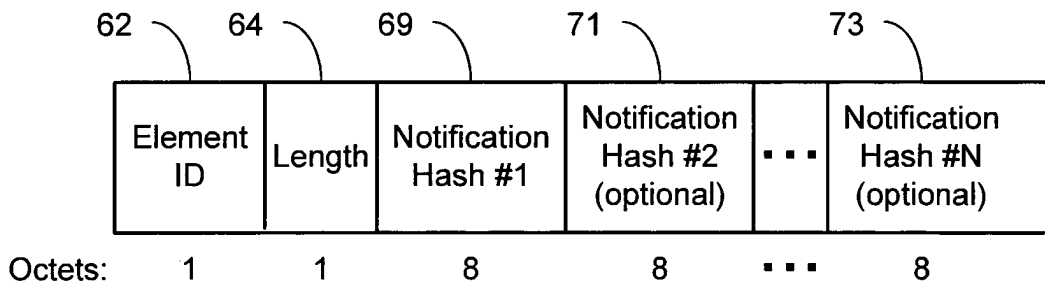 62 64 69 71 73
Element ID
Length
Notification Hash #1
Notification Hash #2 (optional)
...
Notification Hash #N (optional)
Octets: 1 1 8 8 ... 8